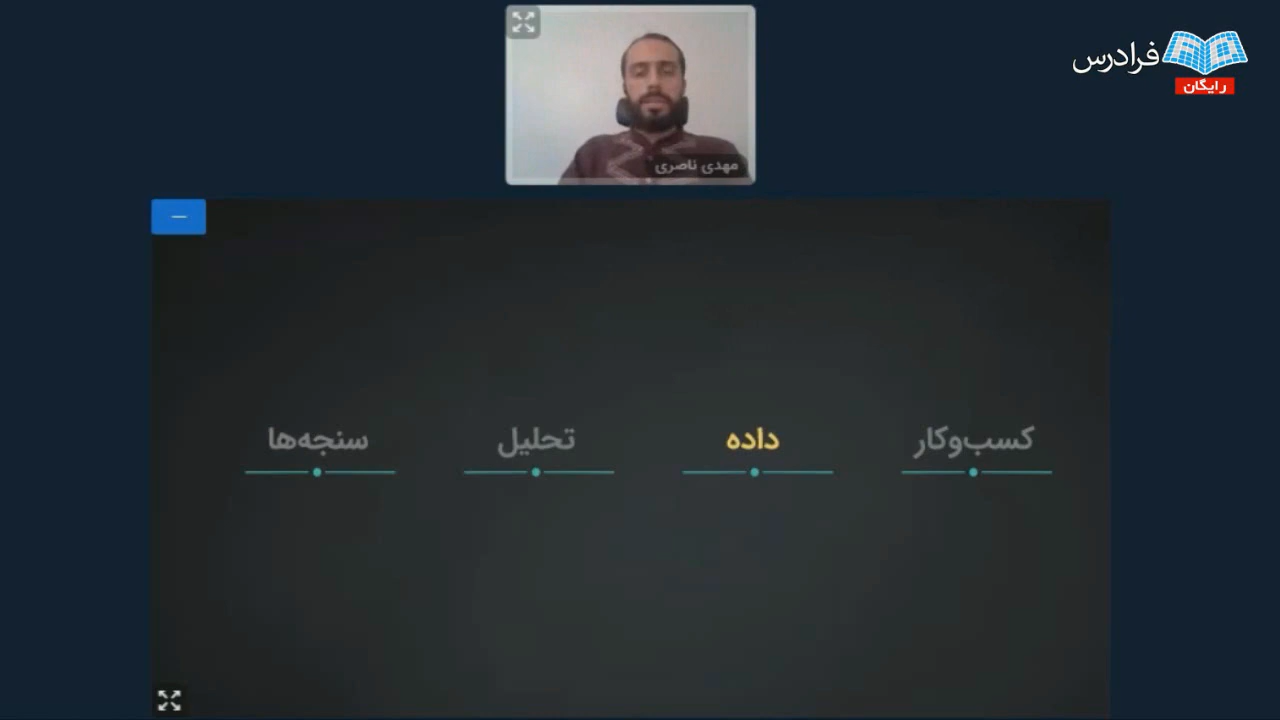 فرادرس
رایگان
مهدی ناصری
کسب‌وکار
داده
تحلیل
سنجه‌ها